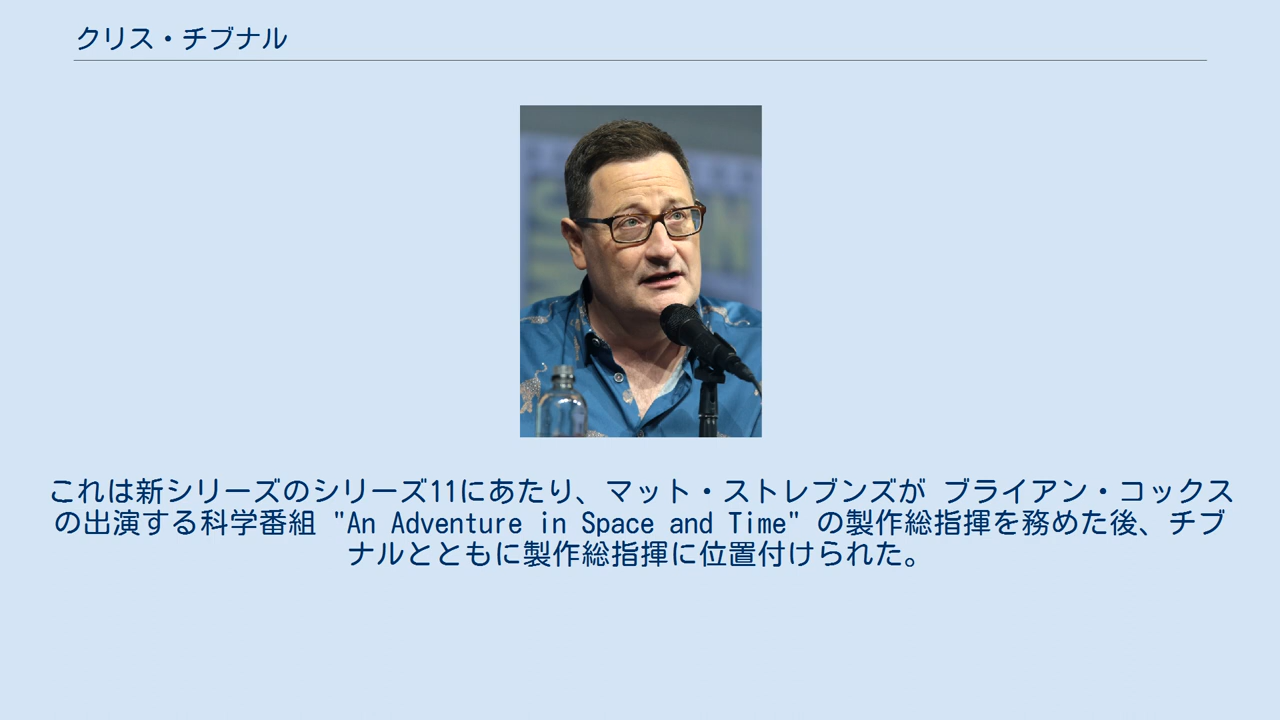 クリス・チブナル
これは新シリーズのシリーズ11にあたり、マット・ストレブンズが ブライアン・コックス
の出演する科学番組 "An Adventure in Space and Time" の製作総指揮を務めた後、チブ
ナルとともに製作総指揮に位置付けられた。